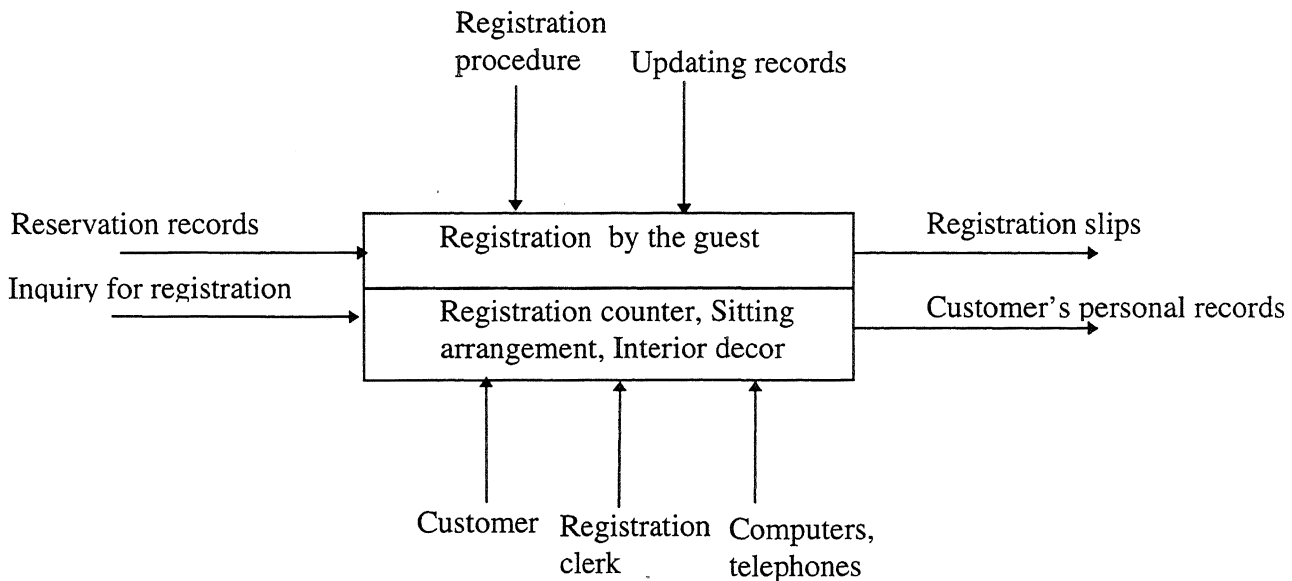 Registration
procedure
Updating records
Reservation records
Registration by the guest
Registration slips
Inquiry for registration
Registration counter, Sitting
arrangement, Interior decor
Customer's personal records
Customer
Registration
clerk
Computers,
telephones